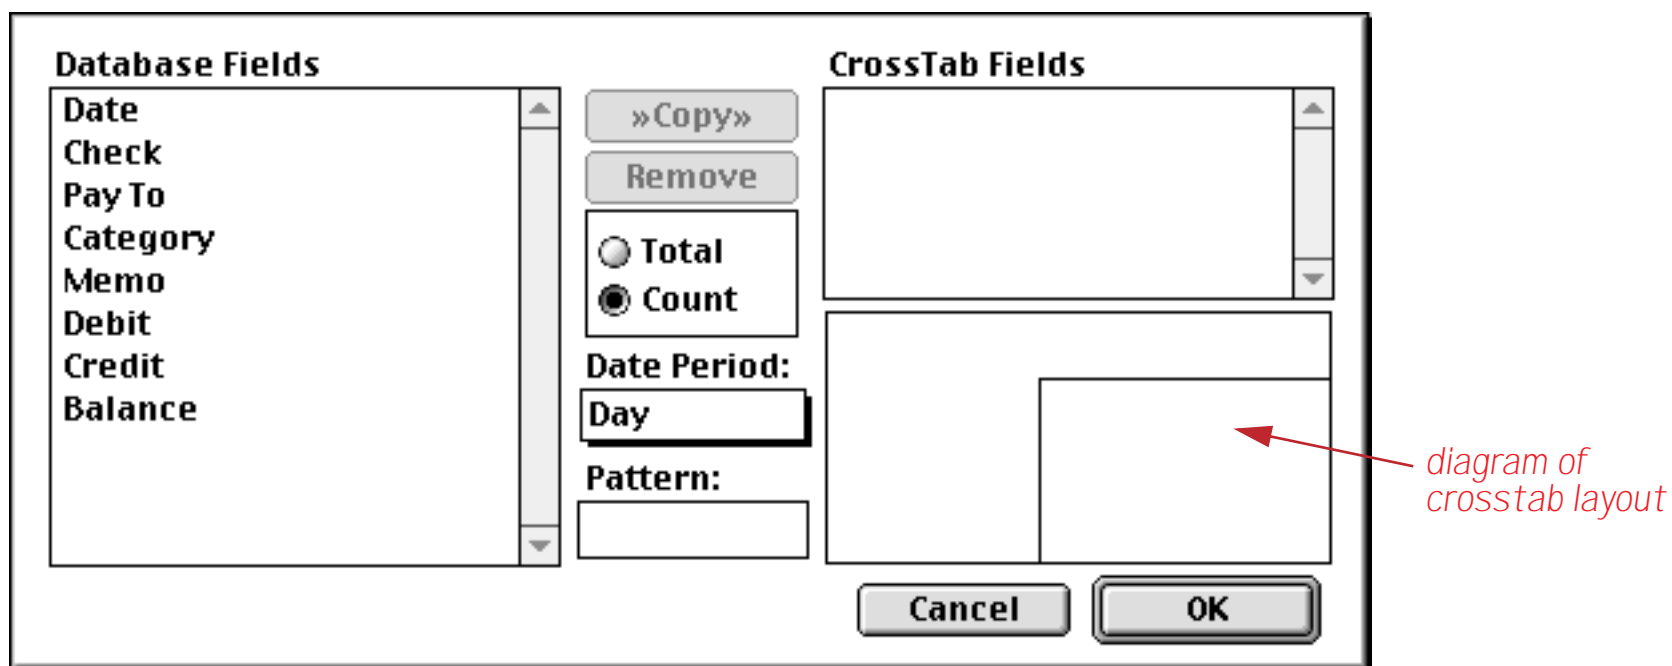 Database Fields
Date
Check
Pay To
Category
Memo
Debit
Credit
Balance
»Copy»
Remove
Total
Count
Date Period:
Day
Pattern:
CrossTab Fields
diagram of
crosstab layout
Cancel
OK